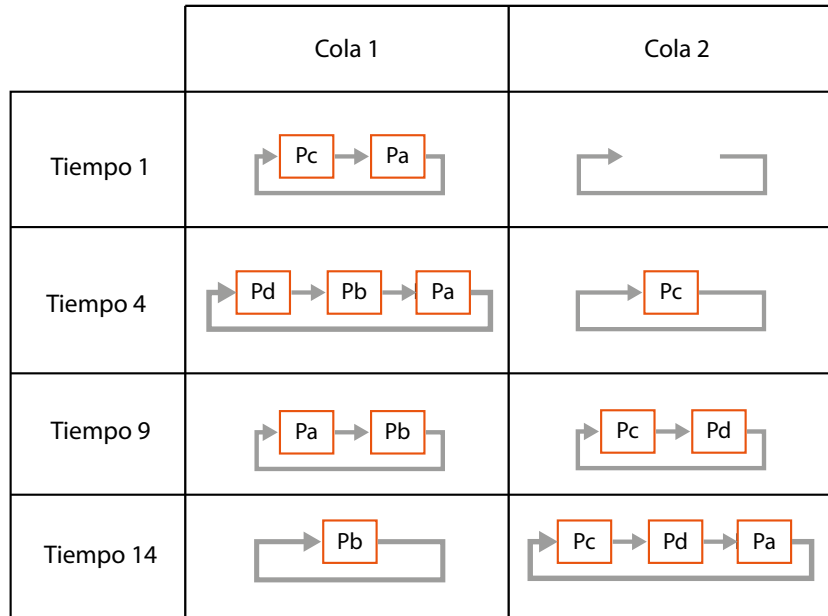 Cola 1 Cola 2
Tiempo 1 Pc Pa
Tiempo 4 Pd Pb Pa Pc
Tiempo 9 Pa Pb Pc Pd
Tiempo 14 Pb Pc Pd Pa